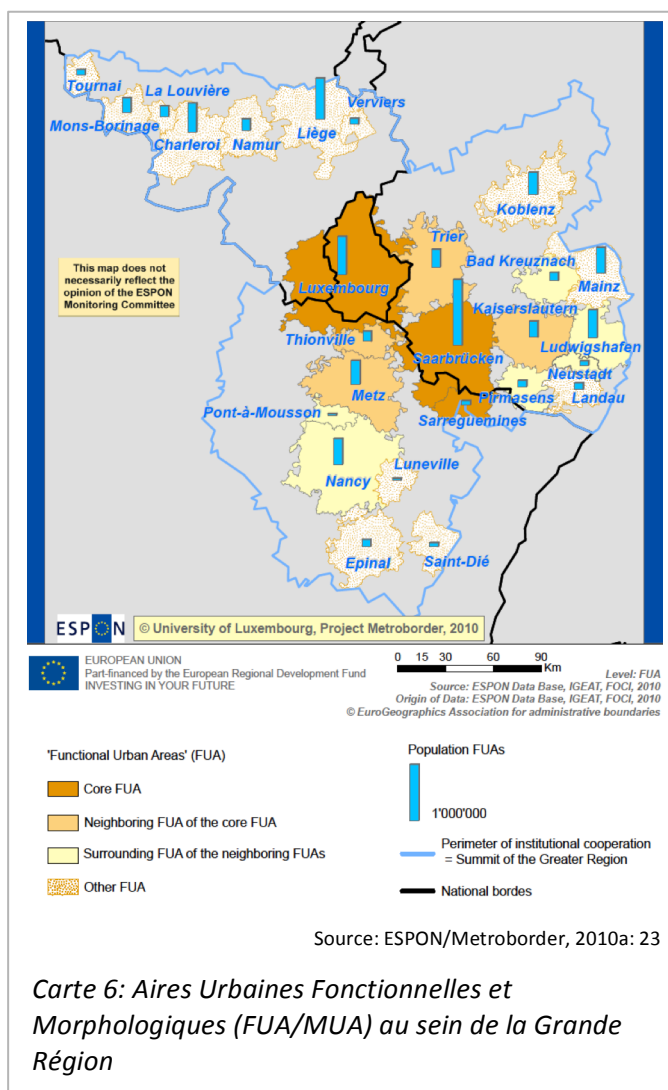 Tournai
La Louvière
Verviers
Mons-Borinage
Charleroi
Namur
Liège
Koblenz
Trier
Bad Kreuznach
This map does not
necessarily reflect the
opinion of the ESPON
Monitoring Committee
Luxembourg
Mainz
Kaiserslautern
Thionville
Ludwigshafen
Saarbrücken
Neustadt
Metz
Pirmasens
Landau
Pont-à-Mousson
Sarreguemines
Nancy
Luneville
Epinal
Saint-Dié
ESPON
© University of Luxembourg, Project Metroborder, 2010
EUROPEAN UNION
Part-financed by the European Regional Development Fund
INVESTING IN YOUR FUTURE
0 15 30 60 90
Km
Level: FUA
Source: ESPON Data Base, IGEAT, FOCI, 2010
Origin of Data: ESPON Data Base, IGEAT, FOCI, 2010
© EuroGeographics Association for administrative boundaries
'Functional Urban Areas' (FUA)
Core FUA
Neighboring FUA of the core FUA
Surrounding FUA of the neighboring FUAs
Other FUA
Population FUAs
1'000'000
Perimeter of institutional cooperation
= Summit of the Greater Region
National bordes
Source: ESPON/Metroborder, 2010a: 23
Carte 6: Aires Urbaines Fonctionnelles et
Morphologiques (FUA/MUA) au sein de la Grande
Région